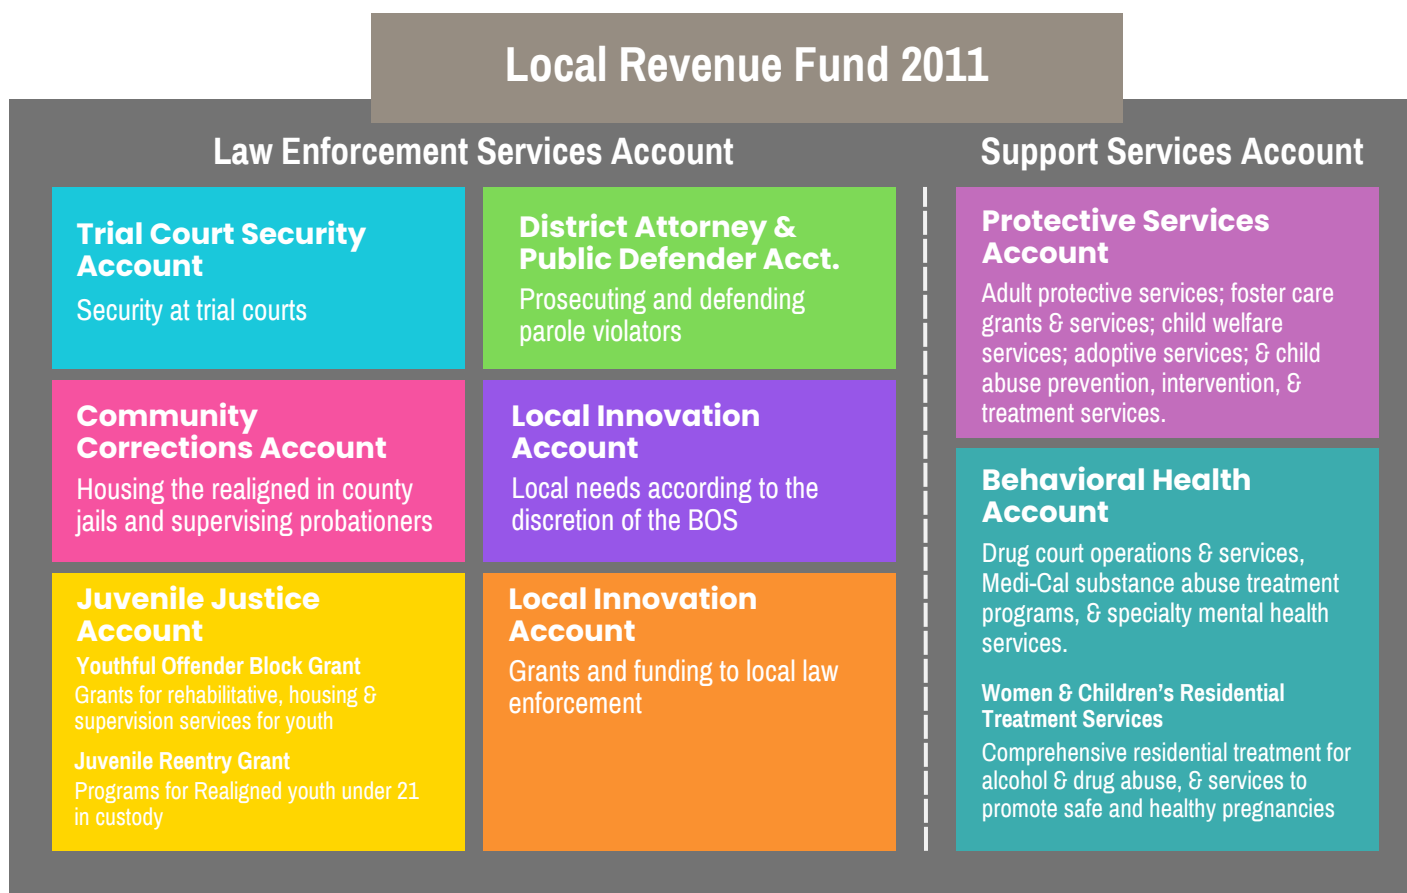 Local Revenue Fund 2011
Law Enforcement Services Account
Trial Court Security
Account
Security at trial courts
District Attorney &
Public Defender Acct.
Prosecuting and defending
parole violators
Community
Corrections Account
Housing the realigned in county
jails and supervising probationers
Local Innovation
Account
Local needs according to the
discretion of the BOS
Juvenile Justice
Account
Youthful Offender Block Grant
Grants for rehabilitative, housing &
supervision services for youth
Juvenile Reentry Grant
Programs for Realigned youth under 21
in custody
Local Innovation
Account
Grants and funding to local law
enforcement
Support Services Account
Protective Services
Account
Adult protective services; foster care
grants & services; child welfare
services; adoptive services; & child
abuse prevention, intervention, &
treatment services.
Behavioral Health
Account
Drug court operations & services,
Medi-Cal substance abuse treatment
programs, & specialty mental health
services.
Women & Children’s Residential
Treatment Services
Comprehensive residential treatment for
alcohol & drug abuse, & services to
promote safe and healthy pregnancies